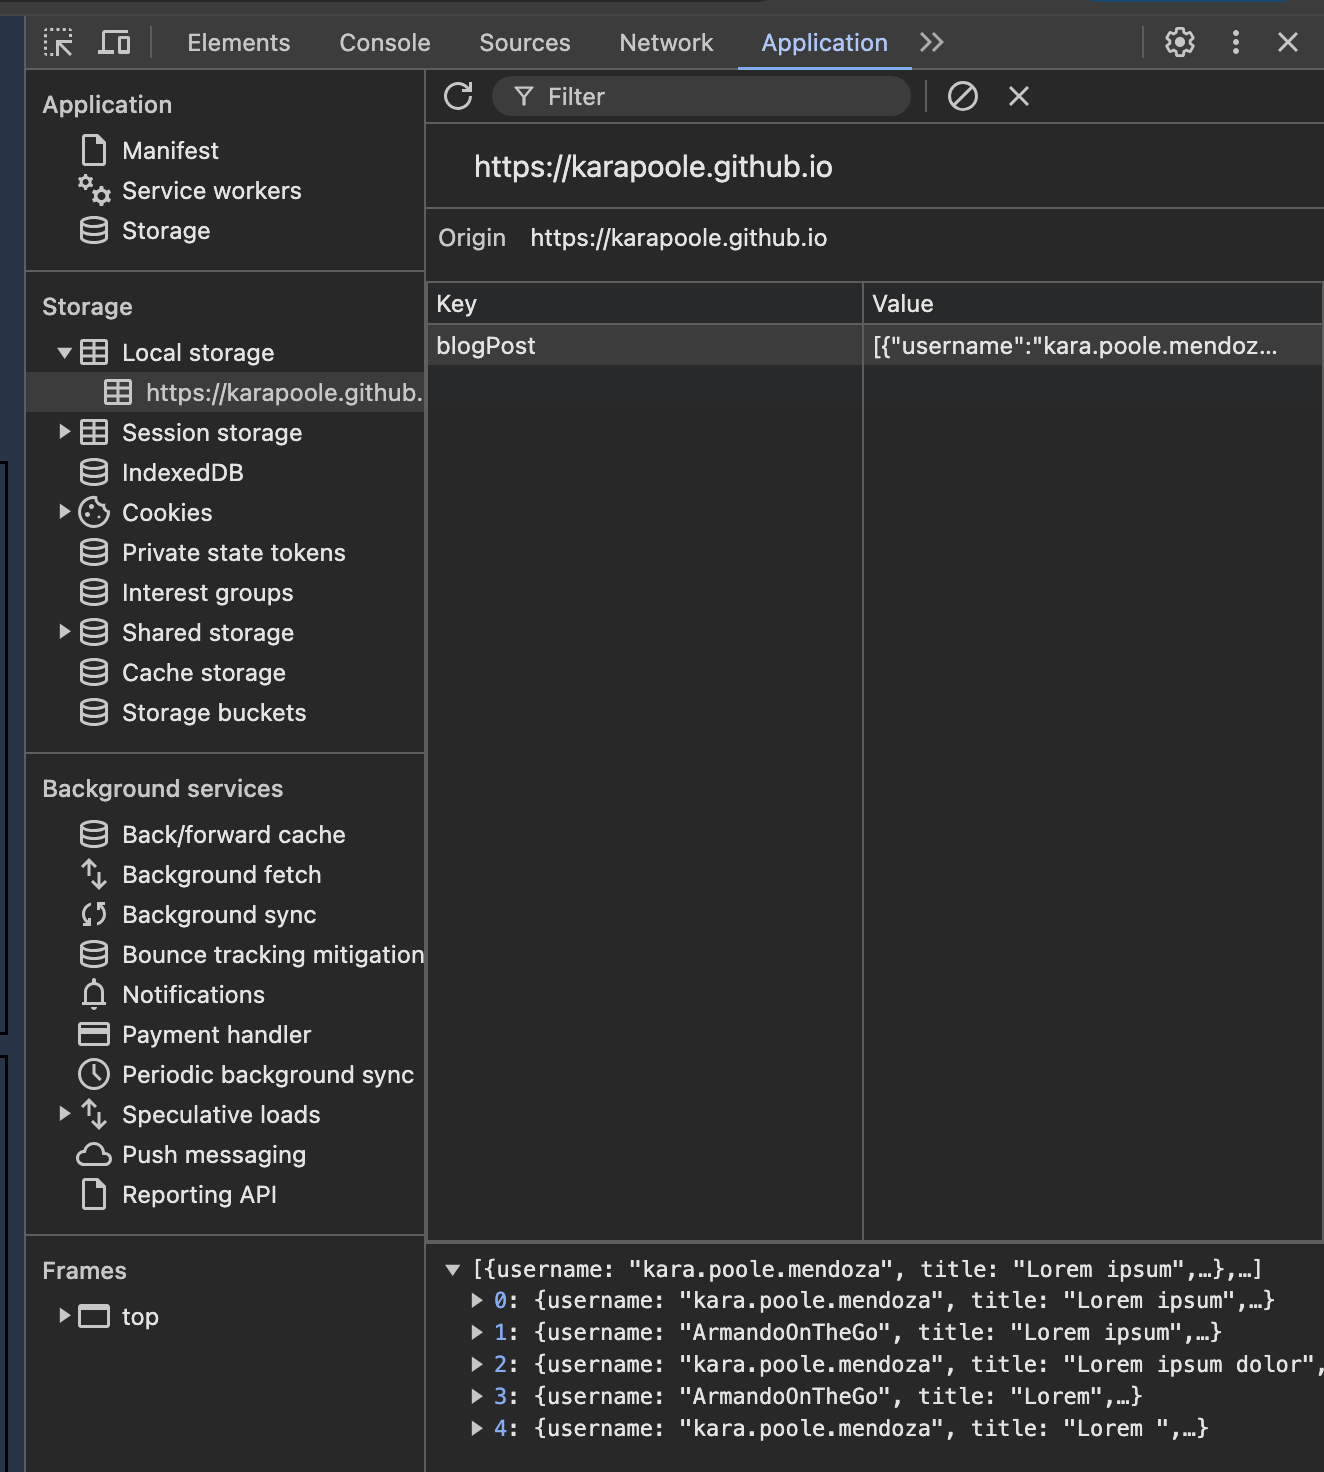 Elements Console Sources Network Application
Filter
Application
Manifest
Service workers
Storage
Storage
Local storage
https://karapoole.github.
Session storage
IndexedDB
Cookies
Private state tokens
Interest groups
Shared storage
Cache storage
Storage buckets
Background services
Back/forward cache
Background fetch
Background sync
Bounce tracking mitigation
Notifications
Payment handler
Periodic background sync
Speculative loads
Push messaging
Reporting API
Frames
top
https://karapoole.github.io
Origin https://karapoole.github.io
Key Value
blogPost [{"username":"kara.poole.mendoz...
[{username: "kara.poole.mendoza", title: "Lorem ipsum",…},…]
0: {username: "kara.poole.mendoza", title: "Lorem ipsum",…}
1: {username: "ArmandoOnTheGo", title: "Lorem ipsum",…}
2: {username: "kara.poole.mendoza", title: "Lorem ipsum dolor",
3: {username: "ArmandoOnTheGo", title: "Lorem",…}
4: {username: "kara.poole.mendoza", title: "Lorem ",…}